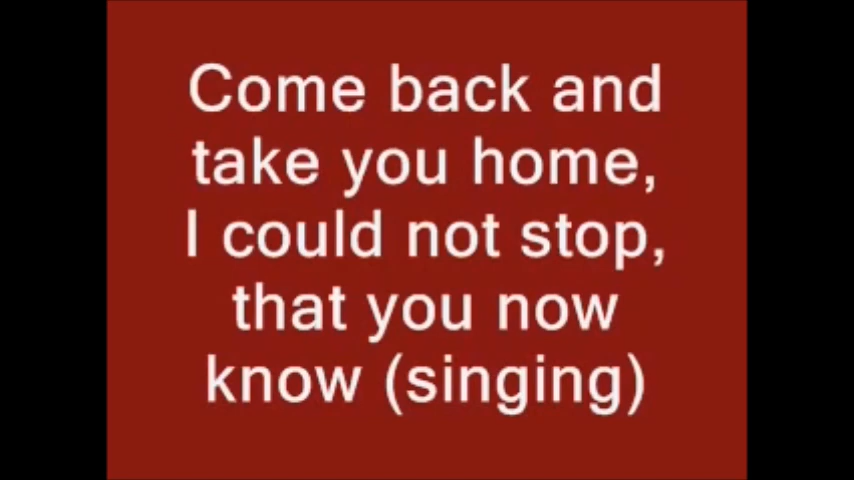 Come back and
take you home,
I could not stop,
that you now
know (singing)